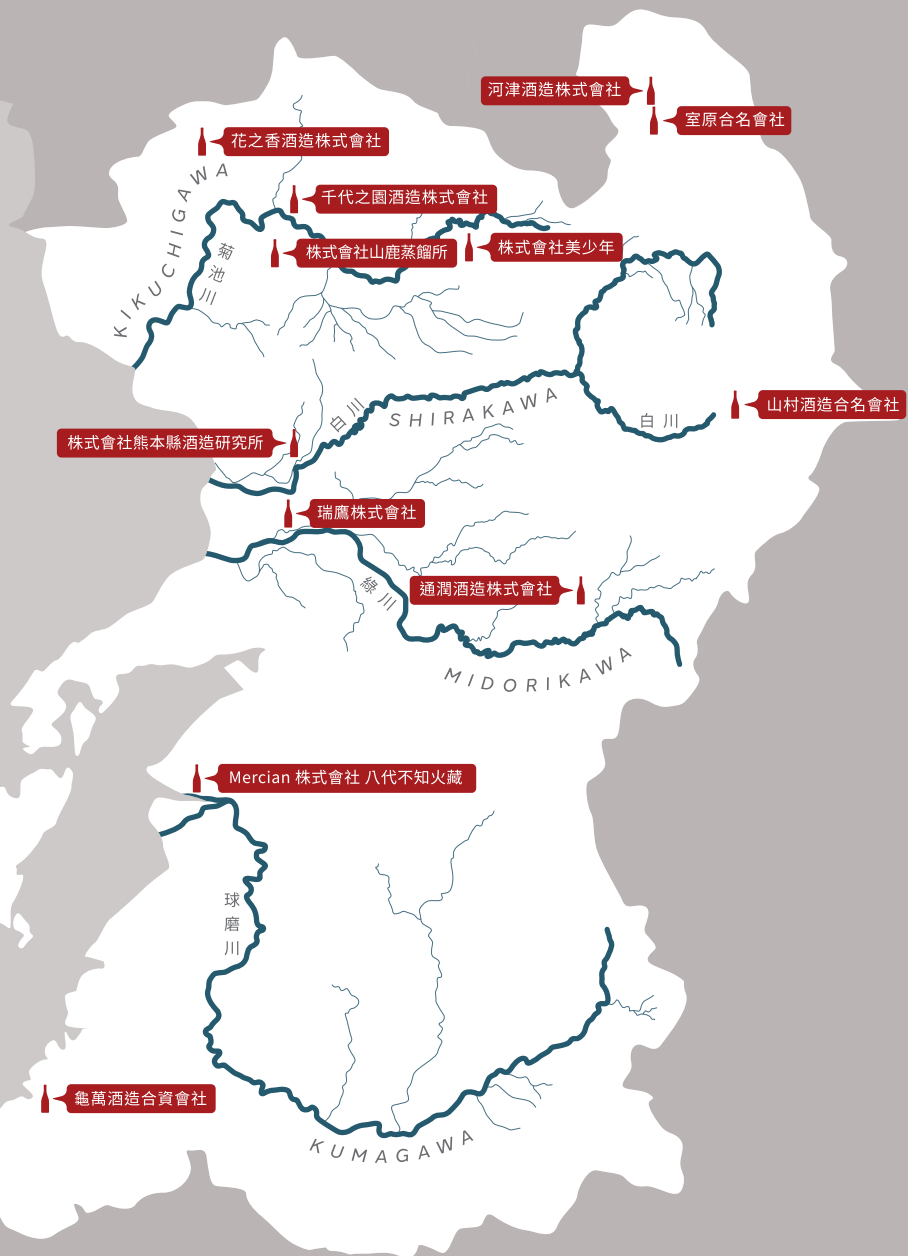 河津酒造株式會社
室原合名會社
花之香酒造株式會社
KIKUCHIGAWA
千代之園酒造株式會社
株式會社山鹿蒸餾所
株式會社美少年
菊池川
山村酒造合名會社
白川
SHIRAKAWA
白川
株式會社熊本縣酒造研究所
瑞鷹株式會社
綠川
通潤酒造株式會社
MIDORIKAWA
Mercian 株式會社 八代不知火藏
球磨川
龜萬酒造合資會社
KUMAGAWA